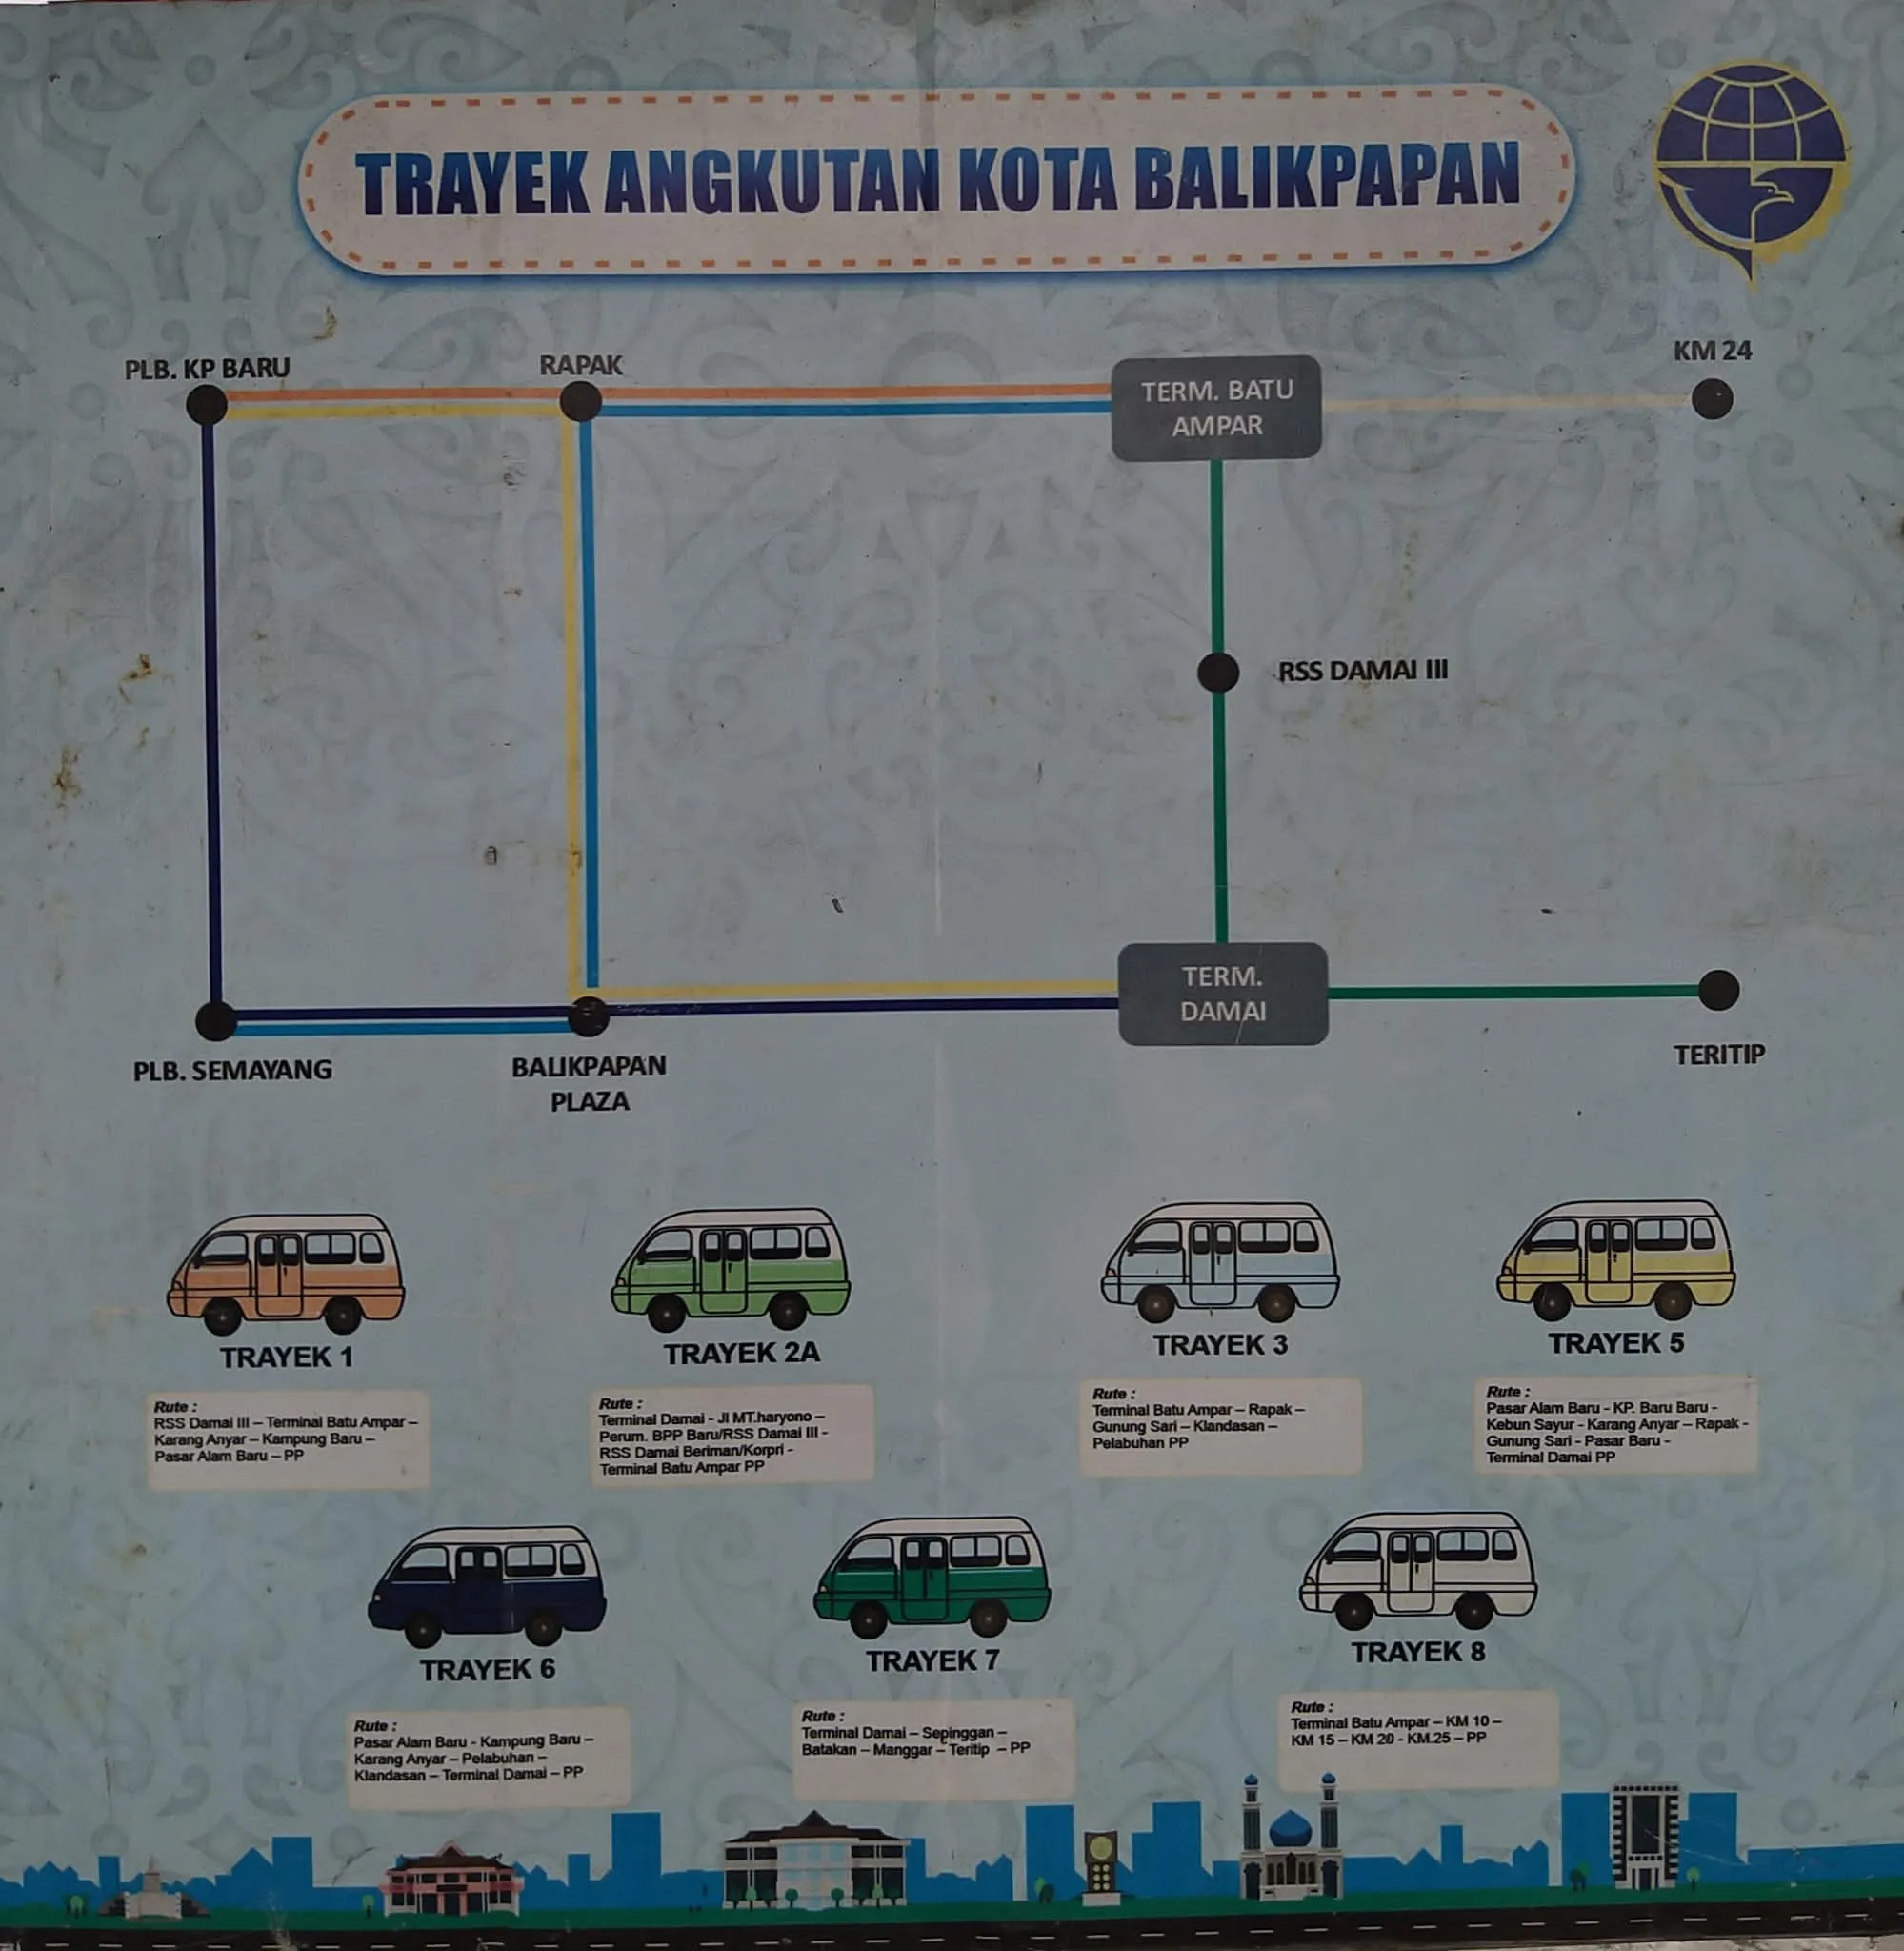 TRAYEK ANGKUTAN KOTA BALIKPAPAN
PLB. KP BARU
RAPAK
TERM. BATU
AMPAR
KM 24
RSS DAMAI III
TERM.
DAMAI
PLB. SEMAYANG
BALIKPAPAN
PLAZA
TERITIP
TRAYEK 1
Rute :
RSS Damai III – Terminal Batu Ampar –
Karang Anyar – Kampung Baru –
Pasar Alam Baru – PP
TRAYEK 2A
Rute :
Terminal Damai - Jl MT.haryono –
Perum. BPP Baru/RSS Damai III -
RSS Damai Beriman/Korpri -
Terminal Batu Ampar PP
TRAYEK 3
Rute :
Terminal Batu Ampar – Rapak –
Gunung Sari – Klandasan –
Pelabuhan PP
TRAYEK 5
Rute :
Pasar Alam Baru - KP. Baru Baru -
Kebun Sayur - Karang Anyar – Rapak -
Gunung Sari - Pasar Baru -
Terminal Damai PP
TRAYEK 6
Rute :
Pasar Alam Baru - Kampung Baru –
Karang Anyar – Pelabuhan –
Klandasan – Terminal Damai – PP
TRAYEK 7
Rute :
Terminal Damai – Sepinggan –
Batakan – Manggar – Teritip – PP
TRAYEK 8
Rute :
Terminal Batu Ampar – KM 10 –
KM 15 – KM 20 - KM.25 – PP